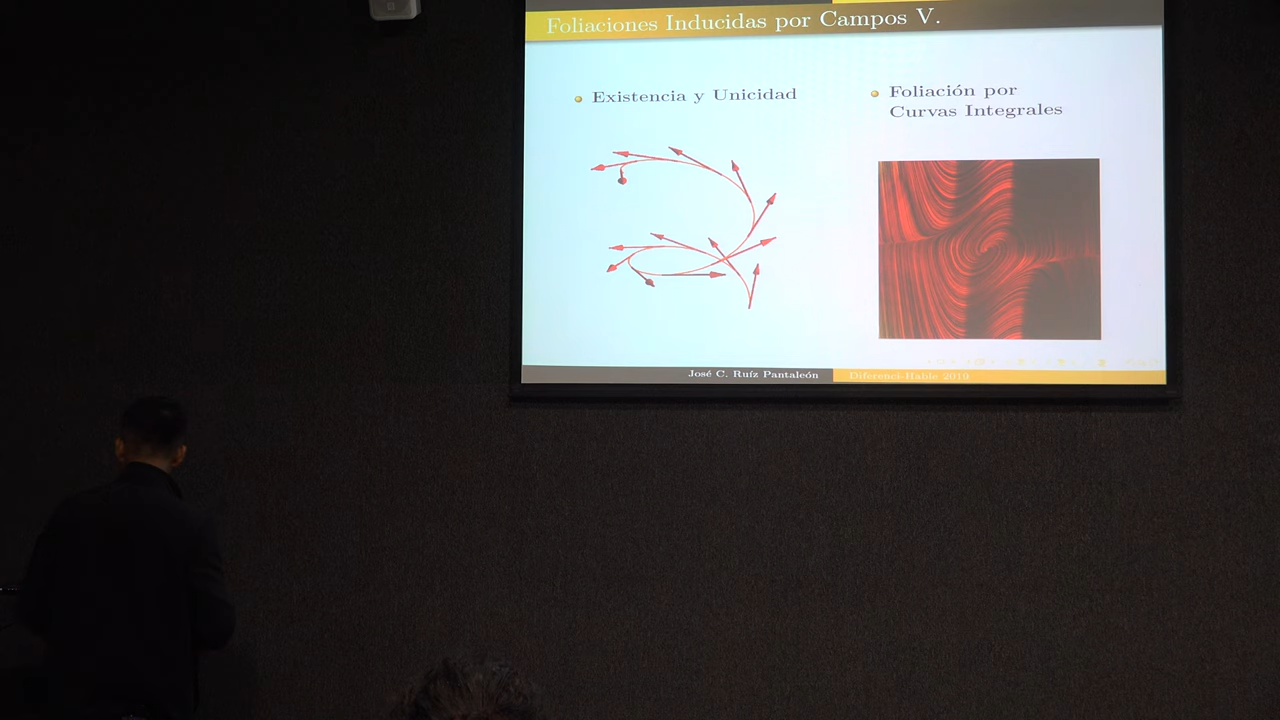 Foliaciones Inducidas por Campos V.
Existencia y Unicidad
Foliación por
Curvas Integrales
José C. Ruíz Pantaleón
Diferenci-Hable 2019